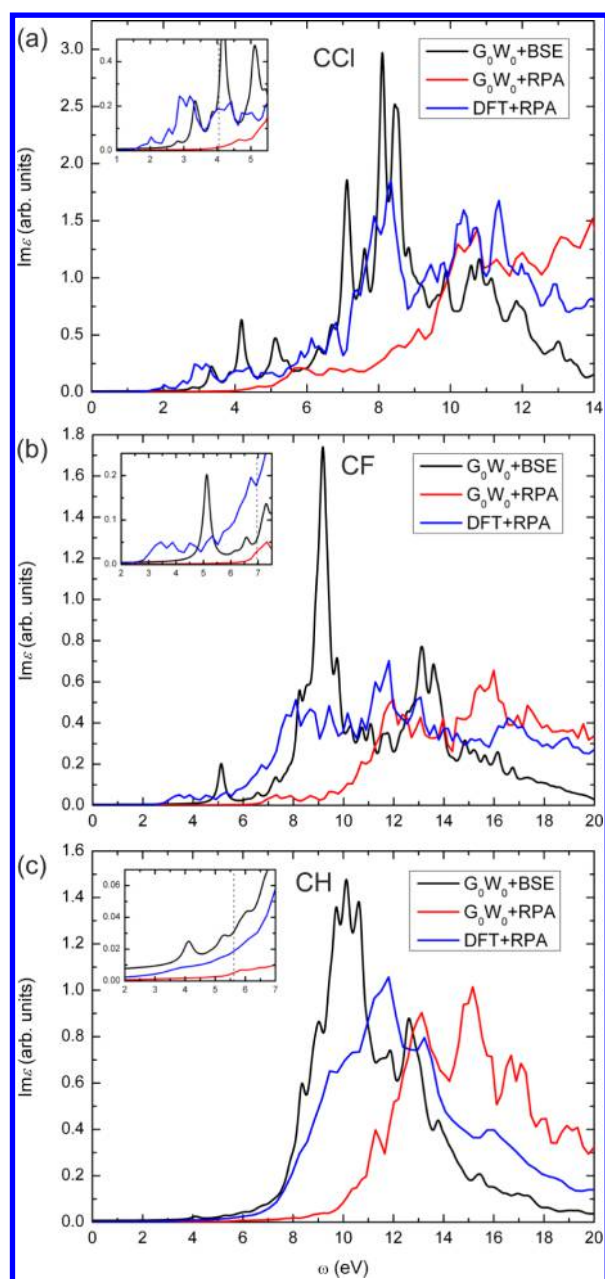 (a)
CCl
G₀W₀+BSE
G₀W₀+RPA
DFT+RPA
Imε (arb. units)
3.0
2.5
2.0
1.5
1.0
0.5
0.0
0 2 4 6 8 10 12 14
0.4
0.2
0.0
1 2 3 4 5
(b)
CF
G₀W₀+BSE
G₀W₀+RPA
DFT+RPA
Imε (arb. units)
1.8
1.6
1.4
1.2
1.0
0.8
0.6
0.4
0.2
0.0
0 2 4 6 8 10 12 14 16 18 20
0.2
0.1
0.0
2 3 4 5 6 7
(c)
CH
G₀W₀+BSE
G₀W₀+RPA
DFT+RPA
Imε (arb. units)
1.6
1.4
1.2
1.0
0.8
0.6
0.4
0.2
0.0
0 2 4 6 8 10 12 14 16 18 20
0.06
0.04
0.02
0.00
2 3 4 5 6 7
ω (eV)